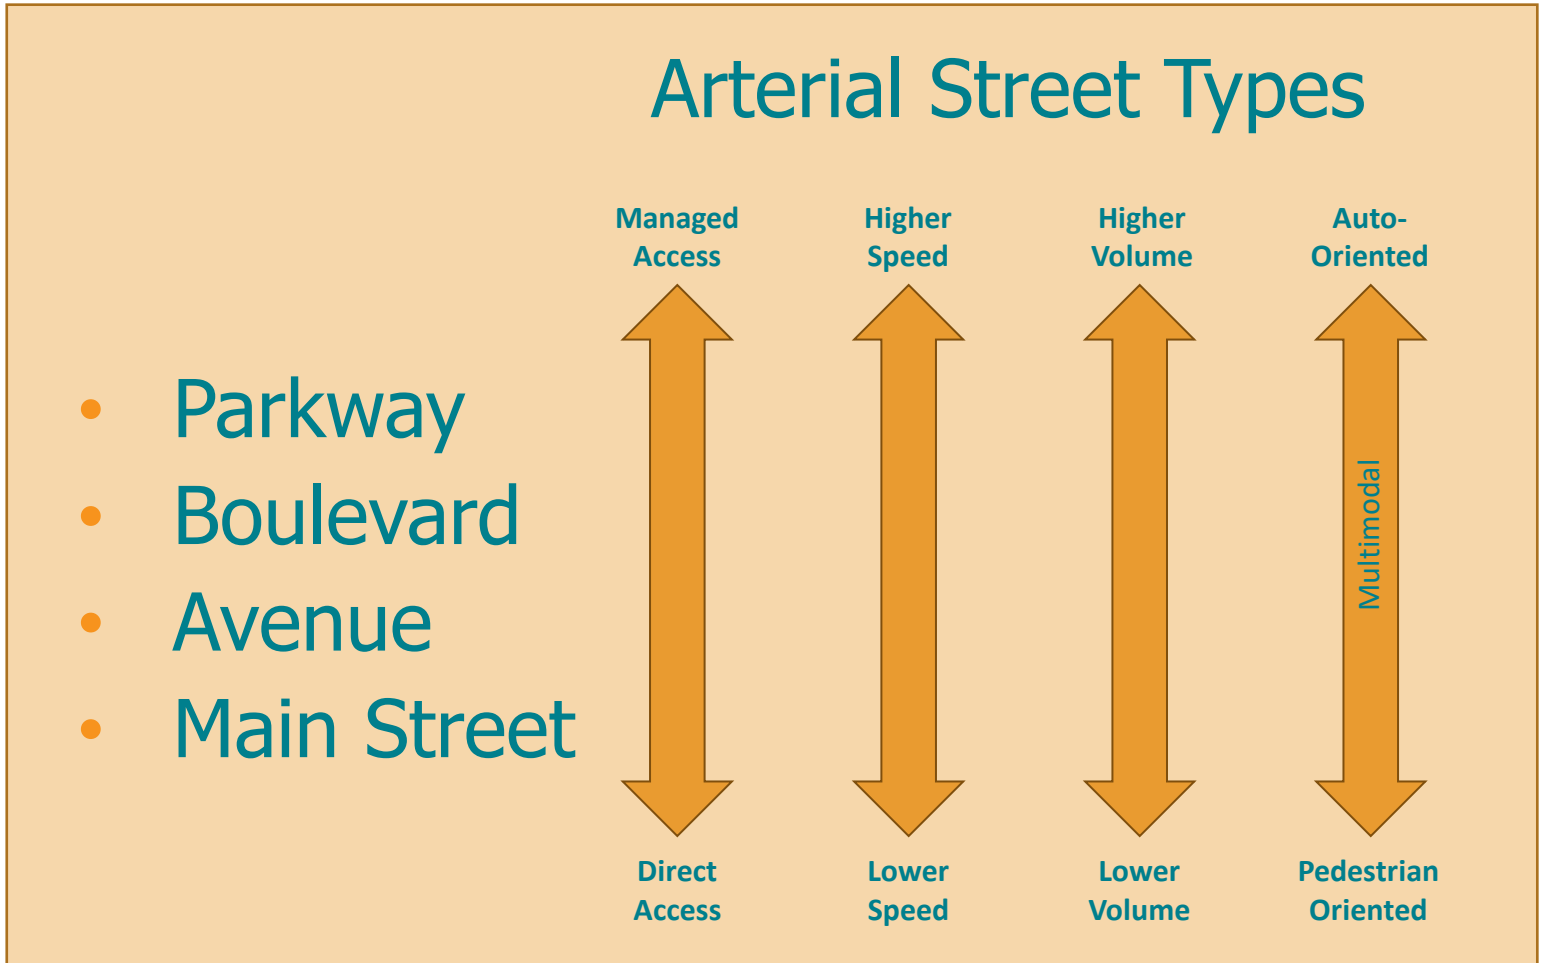 Arterial Street Types
Managed
Access
Higher
Speed
Higher
Volume
Auto-
Oriented
• Parkway
• Boulevard
• Avenue
• Main Street
Multimodal
Direct
Access
Lower
Speed
Lower
Volume
Pedestrian
Oriented